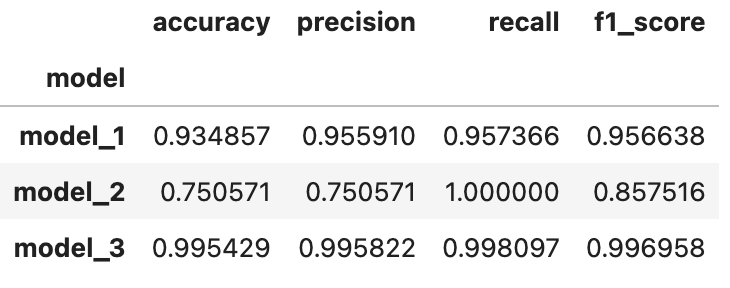 accuracy precision recall f1_score
model
model_1 0.934857 0.955910 0.957366 0.956638
model_2 0.750571 0.750571 1.000000 0.857516
model_3 0.995429 0.995822 0.998097 0.996958